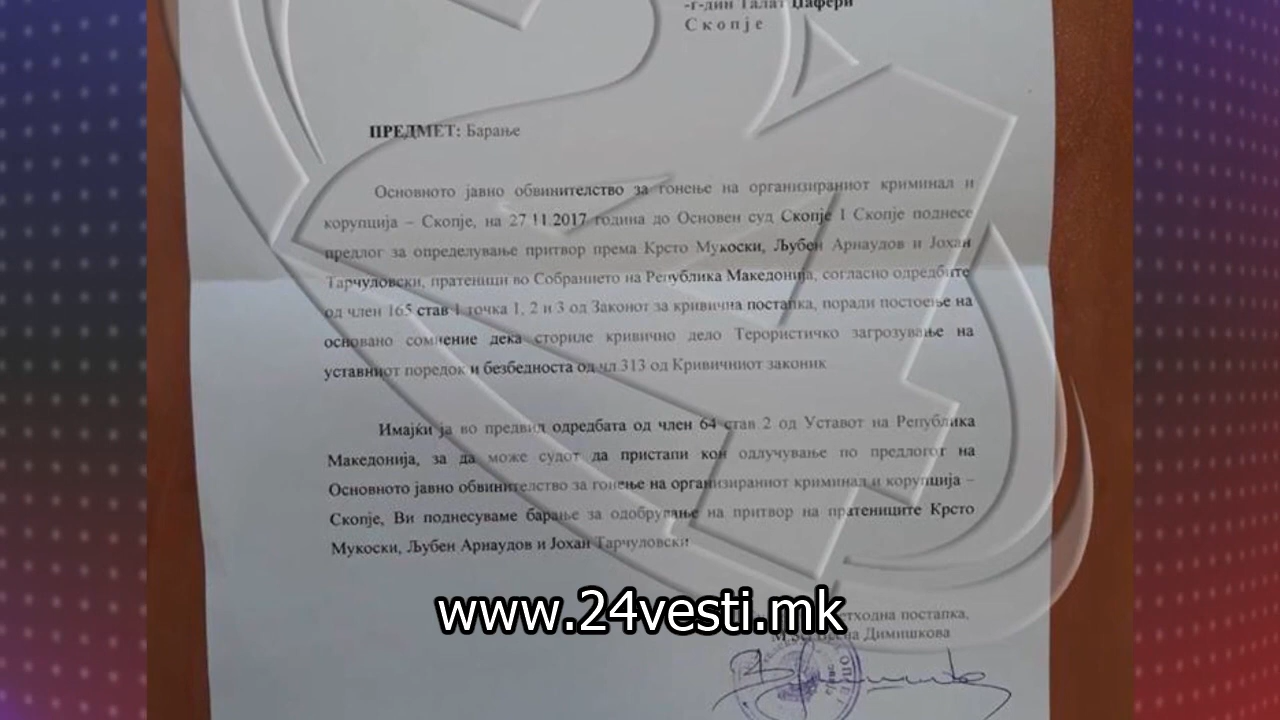 -г-дин Талат Џафери
Скопје
ПРЕДМЕТ: Барање
Основното јавно обвинителство за гонење на организираниот криминал и
корупција – Скопје, на 27.11.2017 година до Основен суд Скопје I Скопје поднесе
предлог за определување притвор према Крсто Мукоски, Љубен Арнаудов и Јохан
Тарчуловски, пратеници во Собранието на Република Македонија, согласно одредбите
од член 165 став 1 точка 1, 2 и 3 од Законот за кривична постапка, поради постоење на
основано сомнение дека сториле кривично дело Терористичко загрозување на
уставниот поредок и безбедноста од чл 313 од Кривичниот законик
Имајќи ја во предвид одредбата од член 64 став 2 од Уставот на Република
Македонија, за да може судот да пристапи кон одлучување по предлогот на
Основното јавно обвинителство за гонење на организираниот криминал и корупција –
Скопје, Ви поднесуваме барање за одобрување на притвор на пратениците Крсто
Мукоски, Љубен Арнаудов и Јохан Тарчуловски
www.24vesti.mk
постапка,
Весна Димишкова